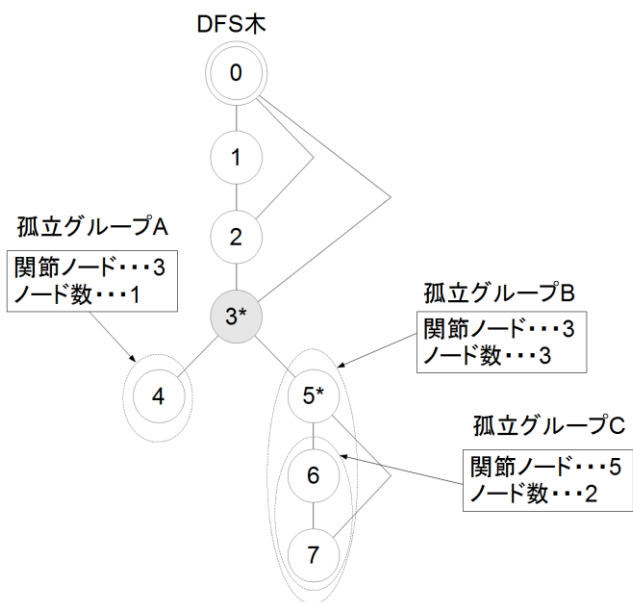 DFS木
0
1
2
孤立グループA
関節ノード・・・3
ノード数・・・1
3*
孤立グループB
関節ノード・・・3
ノード数・・・3
4
5*
孤立グループC
関節ノード・・・5
ノード数・・・2
6
7